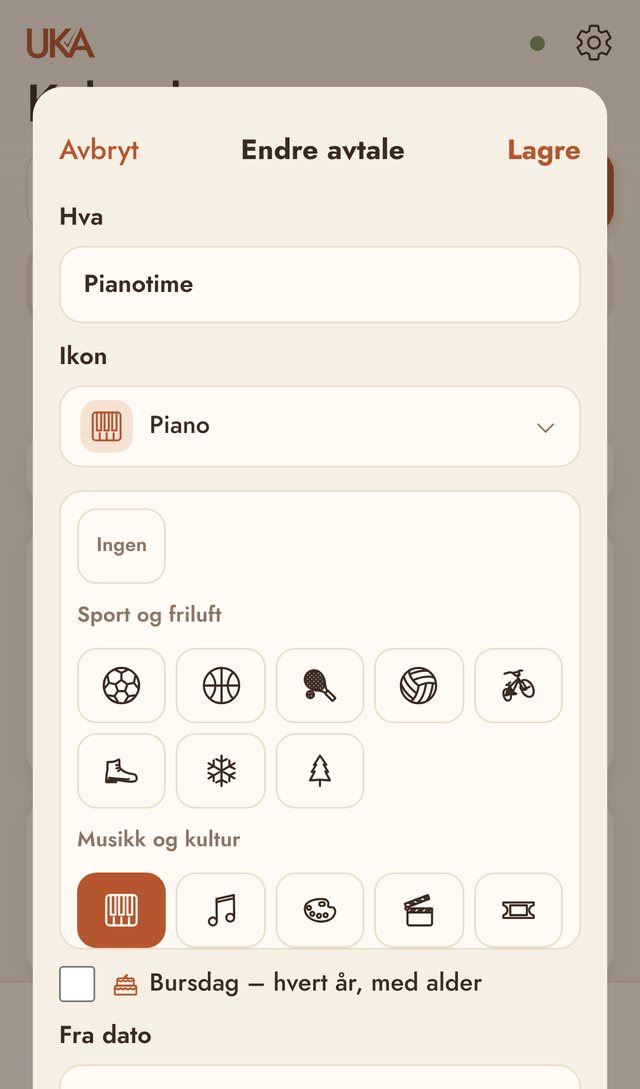 UKA
Avbryt
Endre avtale
Lagre
Hva
Pianotime
Ikon
Piano
Ingen
Sport og friluft
Musikk og kultur
Bursdag – hvert år, med alder
Fra dato